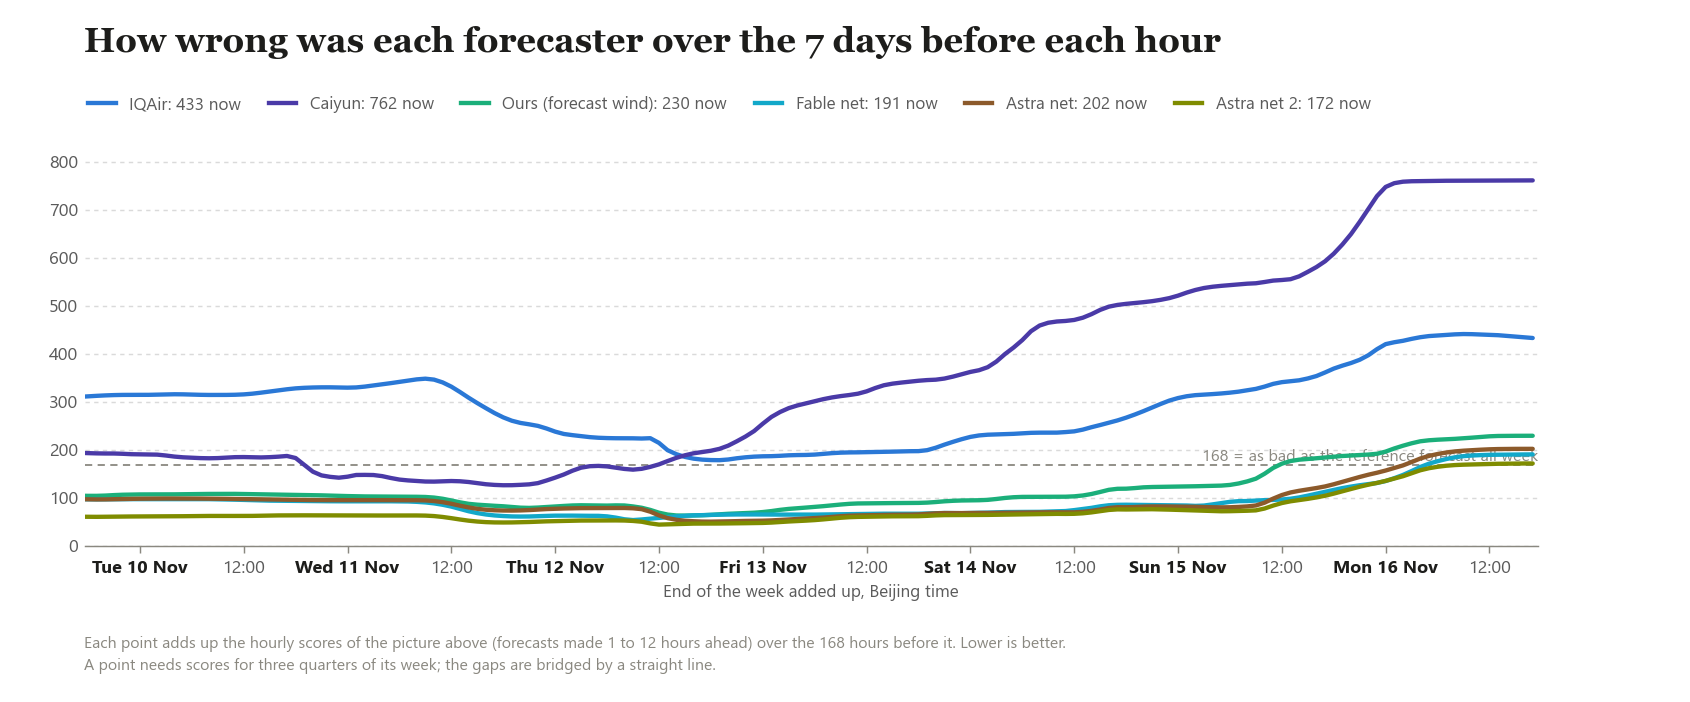 How wrong was each forecaster over the 7 days before each hour
IQAir: 433 now Caiyun: 762 now Ours (forecast wind): 230 now Fable net: 191 now Astra net: 202 now Astra net 2: 172 now
800
700
600
500
400
300
200
168 = as bad as the reference forecast all week
100
0
Tue 10 Nov 12:00 Wed 11 Nov 12:00 Thu 12 Nov 12:00 Fri 13 Nov 12:00 Sat 14 Nov 12:00 Sun 15 Nov 12:00 Mon 16 Nov 12:00
End of the week added up, Beijing time
Each point adds up the hourly scores of the picture above (forecasts made 1 to 12 hours ahead) over the 168 hours before it. Lower is better.
A point needs scores for three quarters of its week; the gaps are bridged by a straight line.